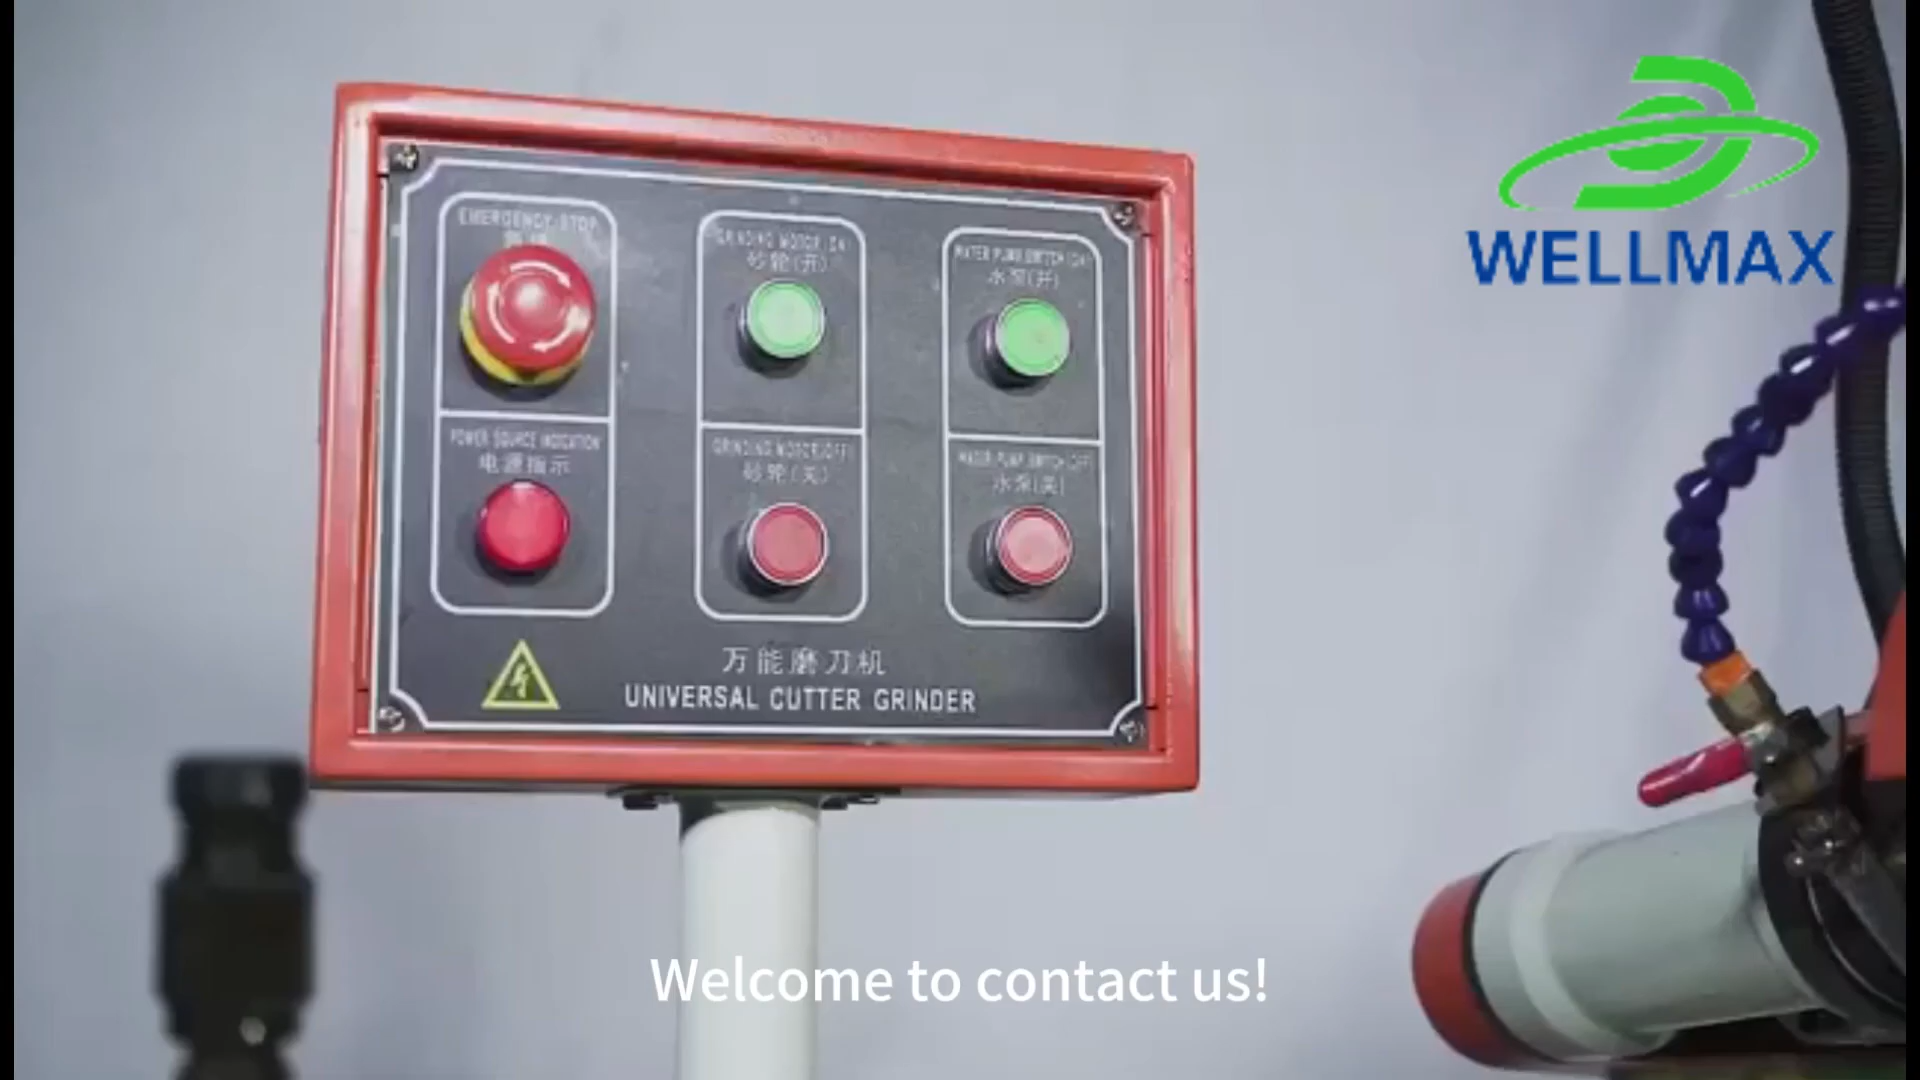 WELLMAX
EMERGENCY STOP
急停
GRINDING MOTOR (ON)
砂轮(开)
WATER PUMP SWITCH (ON)
水泵(开)
POWER SOURCE INDICATION
电源指示
GRINDING MOTOR (OFF)
砂轮(关)
WATER PUMP SWITCH (OFF)
水泵(关)
万能磨刀机
UNIVERSAL CUTTER GRINDER
Welcome to contact us!